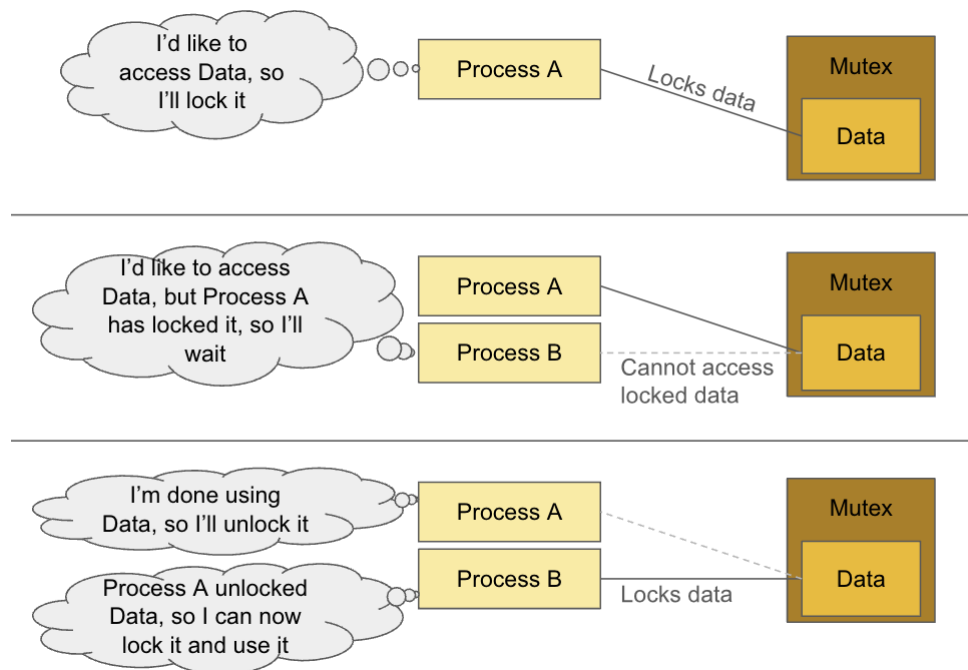 I'd like to
access Data, so
I'll lock it
Process A
Locks data
Mutex
Data
I'd like to access
Data, but Process A
has locked it, so I'll
wait
Process A
Process B
Cannot access
locked data
Mutex
Data
I'm done using
Data, so I'll unlock it
Process A unlocked
Data, so I can now
lock it and use it
Process A
Process B
Locks data
Mutex
Data